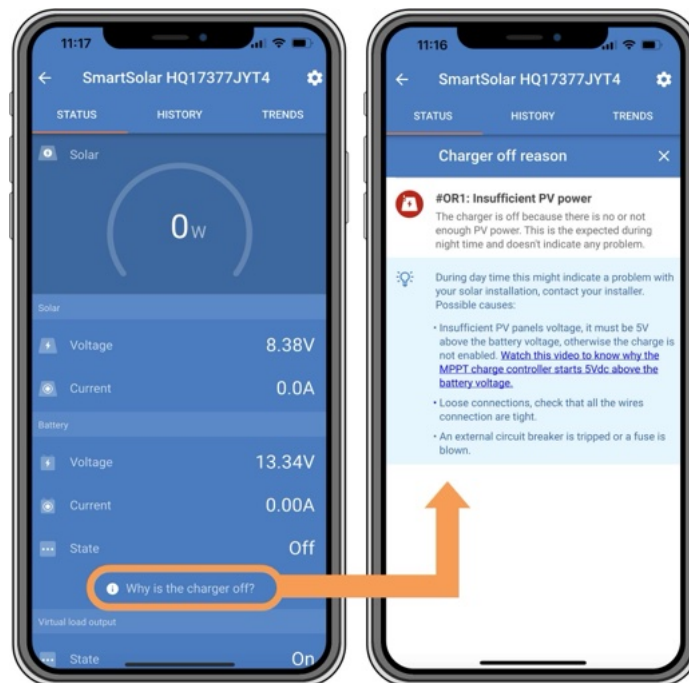 11:17
SmartSolar HQ17377JYT4
STATUS HISTORY TRENDS
Solar
0W
Solar
Voltage 8.38V
Current 0.0A
Battery
Voltage 13.34V
Current 0.00A
State Off
Why is the charger off?
Virtual load output
State On
11:16
SmartSolar HQ17377JYT4
STATUS HISTORY TRENDS
Charger off reason
#OR1: Insufficient PV power
The charger is off because there is no or not
enough PV power. This is the expected during
night time and doesn't indicate any problem.
During day time this might indicate a problem with
your solar installation, contact your installer.
Possible causes:
• Insufficient PV panels voltage, it must be 5V
above the battery voltage, otherwise the charge is
not enabled. Watch this video to know why the
MPPT charge controller starts 5Vdc above the
battery voltage.
• Loose connections, check that all the wires
connection are tight.
• An external circuit breaker is tripped or a fuse is
blown.